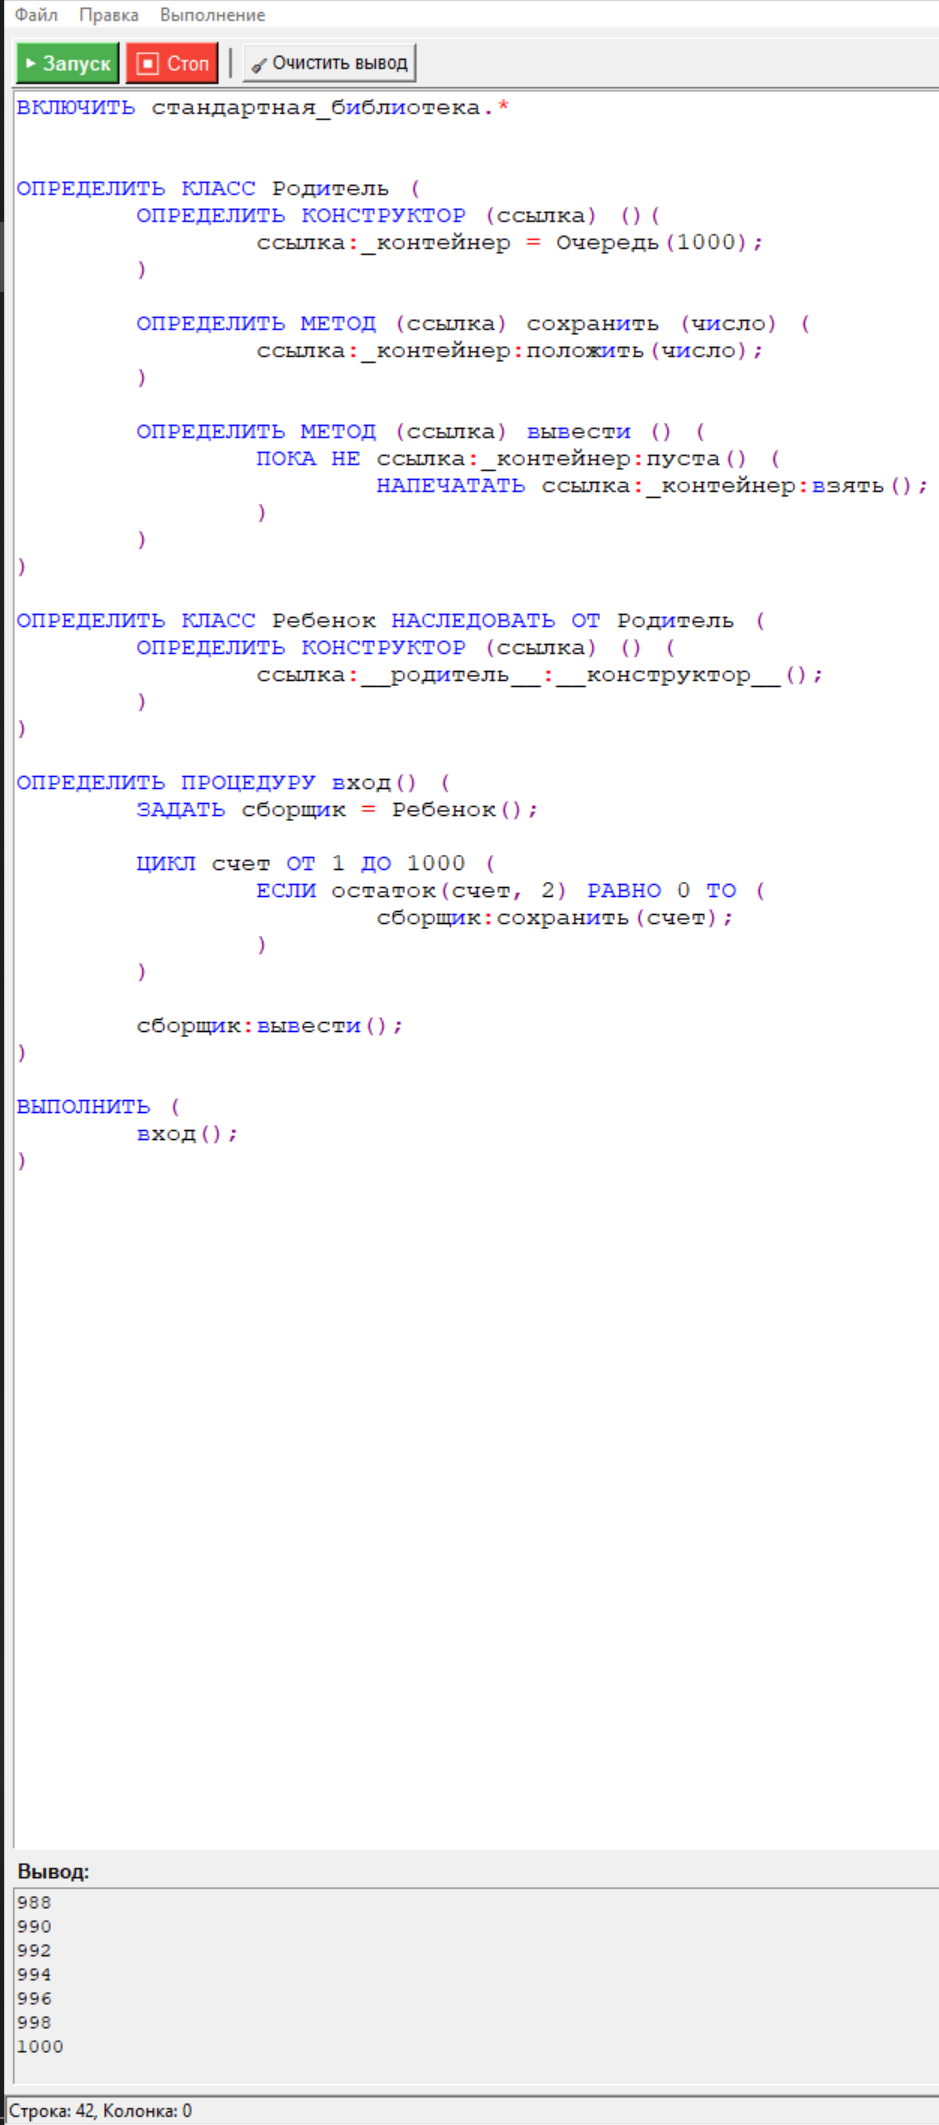 Файл Правка Выполнение
Запуск Стоп Очистить вывод
ВКЛЮЧИТЬ стандартная_библиотека.*
ОПРЕДЕЛИТЬ КЛАСС Родитель (
ОПРЕДЕЛИТЬ КОНСТРУКТОР (ссылка) ()(
ссылка:_контейнер = Очередь(1000);
)
ОПРЕДЕЛИТЬ МЕТОД (ссылка) сохранить (число) (
ссылка:_контейнер:положить(число);
)
ОПРЕДЕЛИТЬ МЕТОД (ссылка) вывести () (
ПОКА НЕ ссылка:_контейнер:пуста() (
НАПЕЧАТАТЬ ссылка:_контейнер:взять();
)
)
)
ОПРЕДЕЛИТЬ КЛАСС Ребенок НАСЛЕДОВАТЬ ОТ Родитель (
ОПРЕДЕЛИТЬ КОНСТРУКТОР (ссылка) () (
ссылка:__родитель__:__конструктор__();
)
)
ОПРЕДЕЛИТЬ ПРОЦЕДУРУ вход() (
ЗАДАТЬ сборщик = Ребенок();
ЦИКЛ счет ОТ 1 ДО 1000 (
ЕСЛИ остаток(счет, 2) РАВНО 0 ТО (
сборщик:сохранить(счет);
)
)
сборщик:вывести();
)
ВЫПОЛНИТЬ (
вход();
)
Вывод:
988
990
992
994
996
998
1000
Строка: 42, Колонка: 0